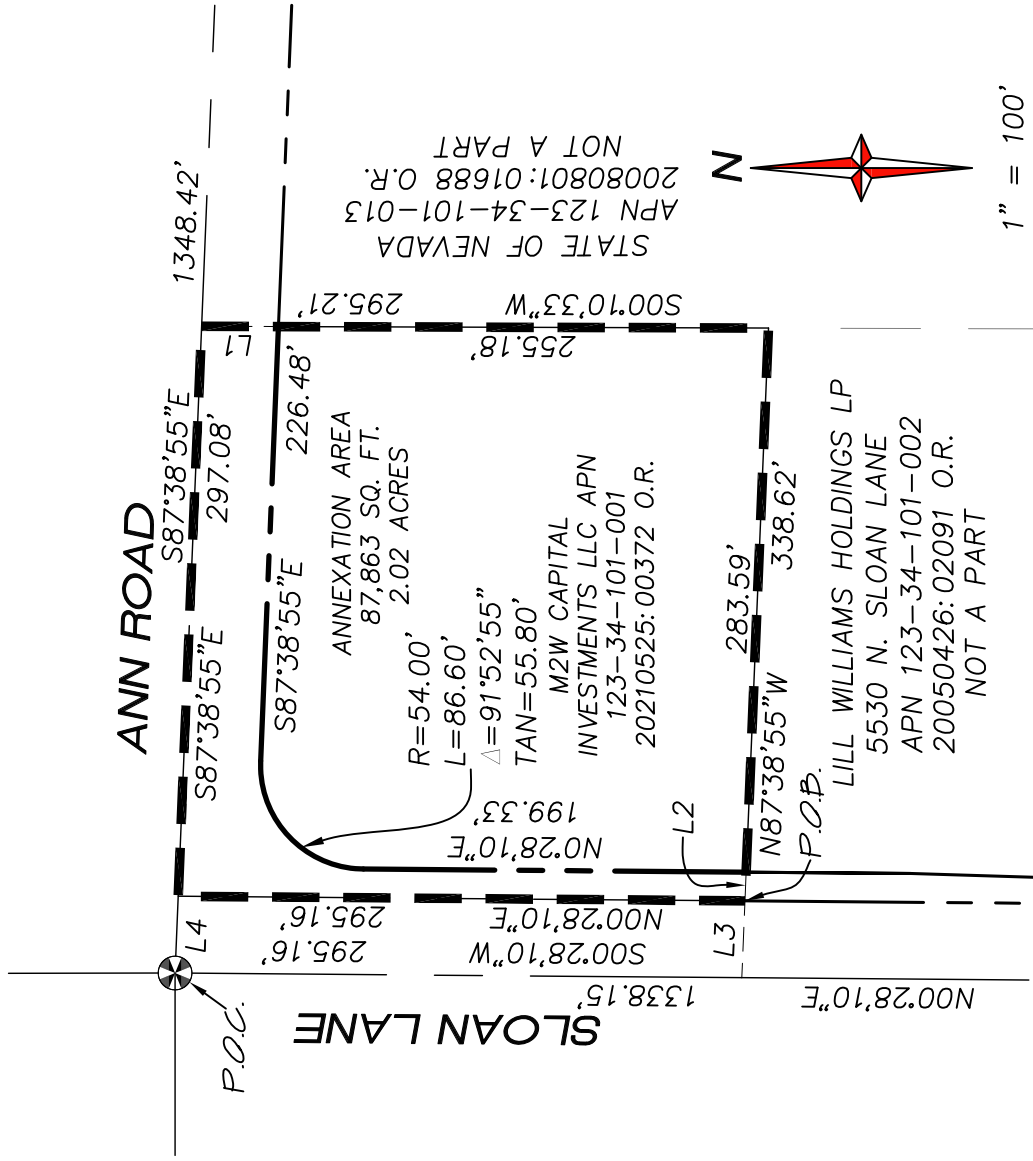 ANN ROAD
S87°38'55"E
1348.42'
S87°38'55"E
297.08'
L4
P.O.C.
L1
226.48'
S87°38'55"E
295.21'
S00°10'33"W
255.18'
STATE OF NEVADA
APN 123-34-101-013
20080801:01688 O.R.
NOT A PART
N
1" = 100'
ANNEXATION AREA
87,863 SQ. FT.
2.02 ACRES
R=54.00'
L=86.60'
△=91°52'55"
TAN=55.80'
M2W CAPITAL
INVESTMENTS LLC APN
123-34-101-001
20210525:00372 O.R.
199.33'
N0°28'10"E
295.16'
N00°28'10"E
295.16'
S00°28'10"W
1338.15'
N00°28'10"E
SLOAN LANE
L2
L3
P.O.B.
N87°38'55"W
283.59'
338.62'
LILL WILLIAMS HOLDINGS LP
5530 N. SLOAN LANE
APN 123-34-101-002
20050426:02091 O.R.
NOT A PART